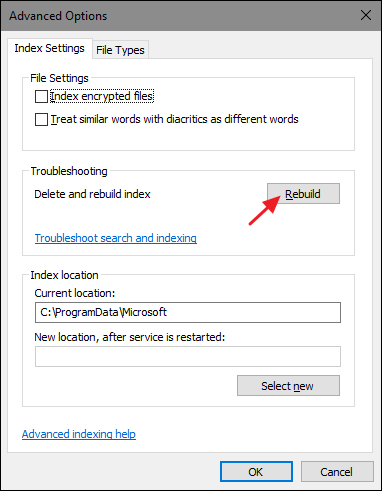 Advanced Options
Index Settings
File Types
File Settings
Index encrypted files
Treat similar words with diacritics as different words
Troubleshooting
Delete and rebuild index
Rebuild
Troubleshoot search and indexing
Index location
Current location:
C:\ProgramData\Microsoft
New location, after service is restarted:
Select new
Advanced indexing help
OK
Cancel